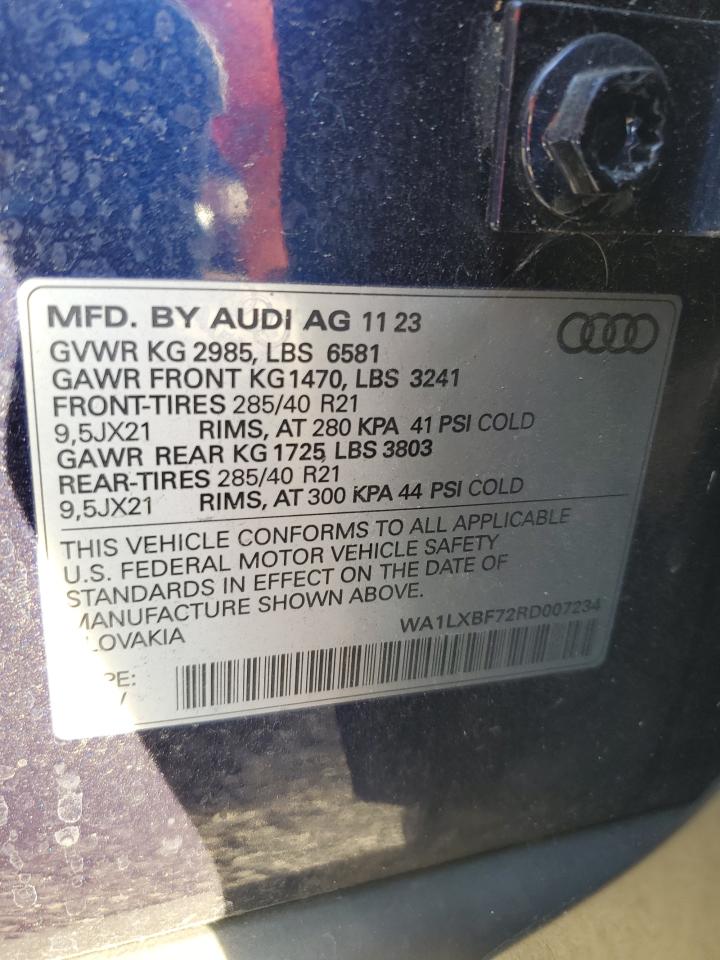 MFD. BY AUDI AG 11 23
GVWR KG 2985, LBS 6581
GAWR FRONT KG1470, LBS 3241
FRONT-TIRES 285/40 R21
9,5JX21 RIMS, AT 280 KPA 41 PSI COLD
GAWR REAR KG 1725 LBS 3803
REAR-TIRES 285/40 R21
9,5JX21 RIMS, AT 300 KPA 44 PSI COLD
THIS VEHICLE CONFORMS TO ALL APPLICABLE
U.S. FEDERAL MOTOR VEHICLE SAFETY
STANDARDS IN EFFECT ON THE DATE OF
MANUFACTURE SHOWN ABOVE.
SLOVAKIA WA1LXBF72RD007234